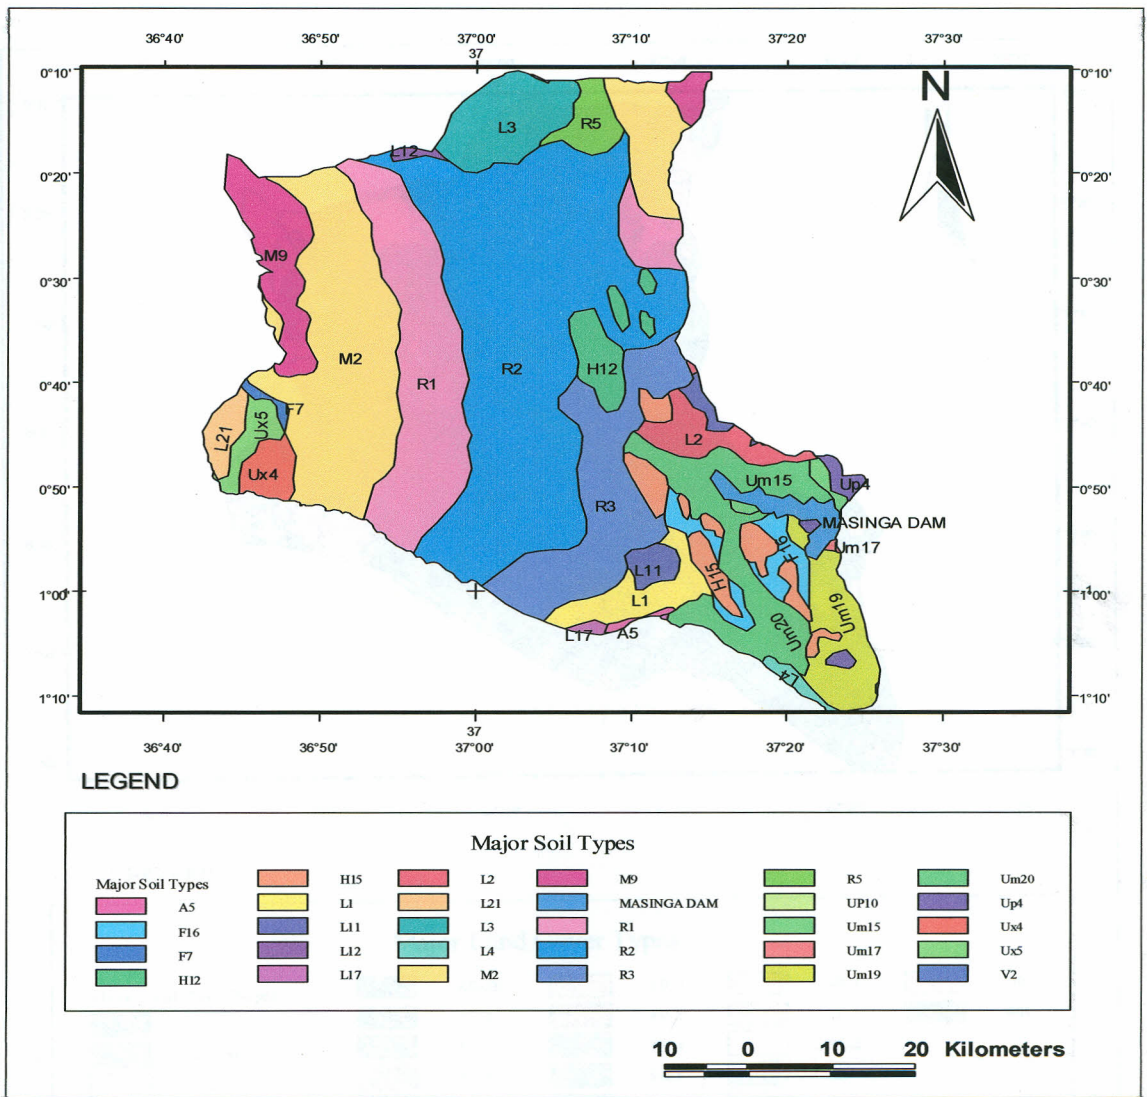 36°40' 36°50' 37°00' 37°10' 37°20' 37°30'
37
0°10' 0°10'
N
L3 R5
L12
0°20' 0°20'
M9
0°30' 0°30'
M2 R1 R2 H12
0°40' 0°40'
F7
L21 Ux5 L2
Ux4 Um15 Up4
0°50' 0°50'
R3
MASINGA DAM
F16 Um17
L11 H15
1°00' 1°00'
L1
Um20 Um19
L17 A5
L4
1°10' 1°10'
37
36°40' 36°50' 37°00' 37°10' 37°20' 37°30'
LEGEND
Major Soil Types
Major Soil Types
A5
F16
F7
H12
H15
L1
L11
L12
L17
L2
L21
L3
L4
M2
M9
MASINGA DAM
R1
R2
R3
R5
UP10
Um15
Um17
Um19
Um20
Up4
Ux4
Ux5
V2
10 0 10 20 Kilometers